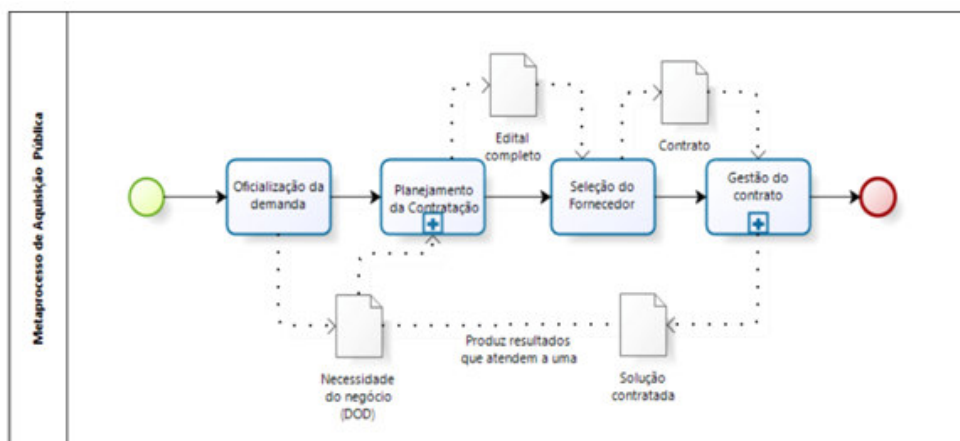 Metaprocesso de Aquisição Pública
Edital
completo
Contrato
Oficialização da
demanda
Planejamento
da Contratação
Seleção do
Fornecedor
Gestão do
contrato
Produz resultados
que atendem a uma
Necessidade
do negócio
(DOD)
Solução
contratada